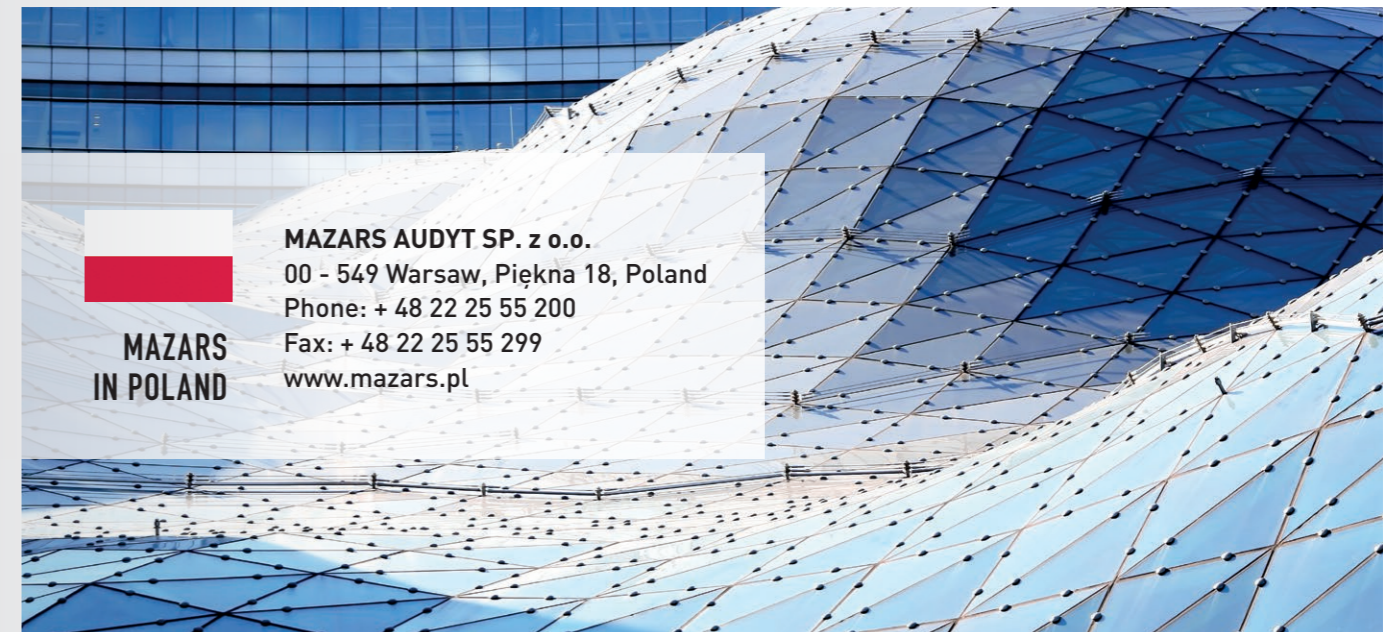 MAZARS
IN POLAND
MAZARS AUDYT SP. z o.o.
00 - 549 Warsaw, Piękna 18, Poland
Phone: + 48 22 25 55 200
Fax: + 48 22 25 55 299
www.mazars.pl